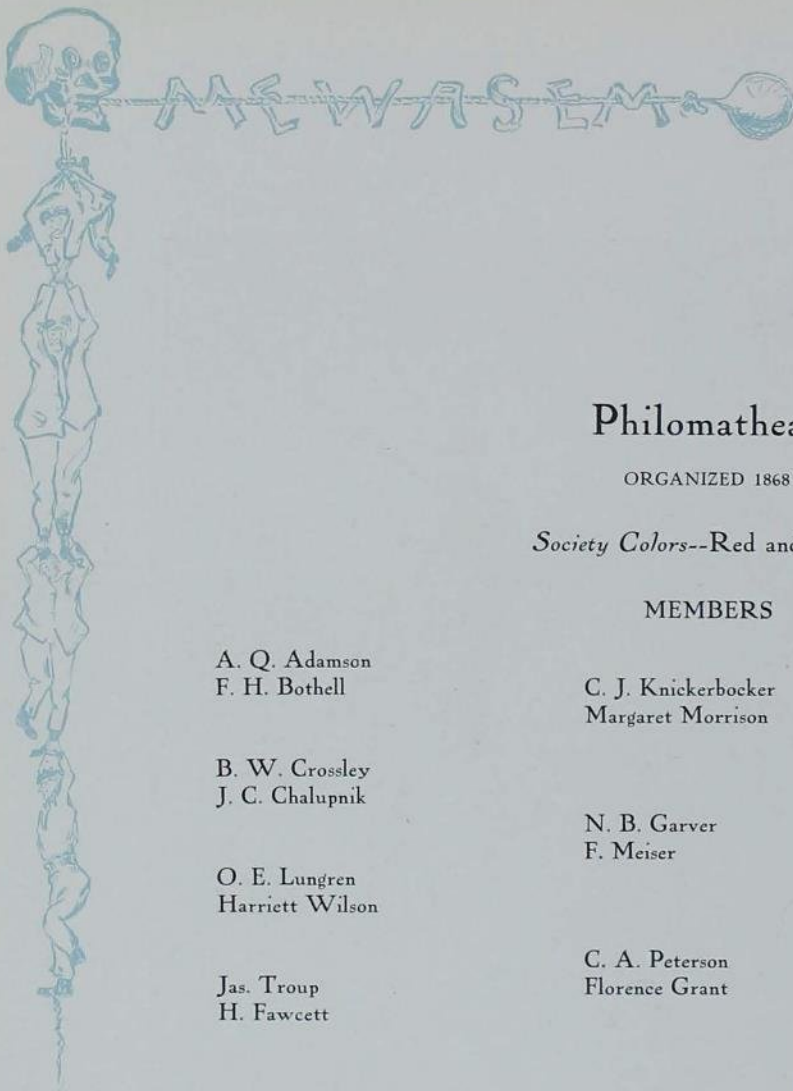 MEWASEM
Philomathea
ORGANIZED 1868
Society Colors--Red and
MEMBERS
A. Q. Adamson
F. H. Bothell
B. W. Crossley
J. C. Chalupnik
O. E. Lungren
Harriett Wilson
Jas. Troup
H. Fawcett
C. J. Knickerbocker
Margaret Morrison
N. B. Garver
F. Meiser
C. A. Peterson
Florence Grant